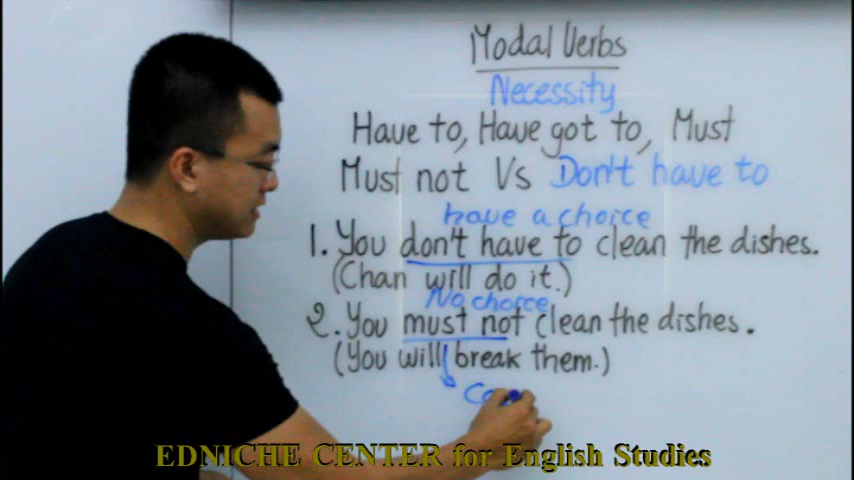 Modal Verbs
Necessity
Have to, Have got to, Must
Must not Vs Don't have to
have a choice
1. You don't have to clean the dishes.
(Chan will do it.)
No choice
2. You must not clean the dishes.
(You will break them.)
EDNICHE CENTER for English Studies